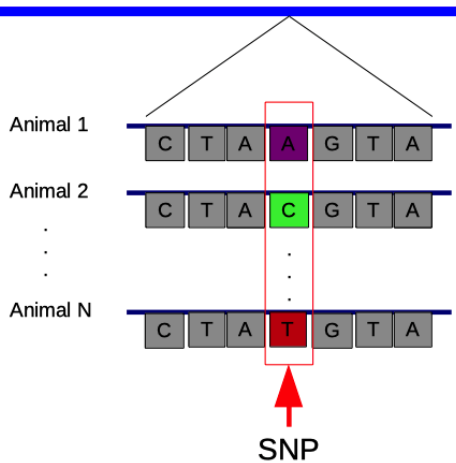 Animal 1
C T A A G T A
Animal 2
C T A C G T A
.
.
.
.
.
.
.
Animal N
C T A T G T A
SNP